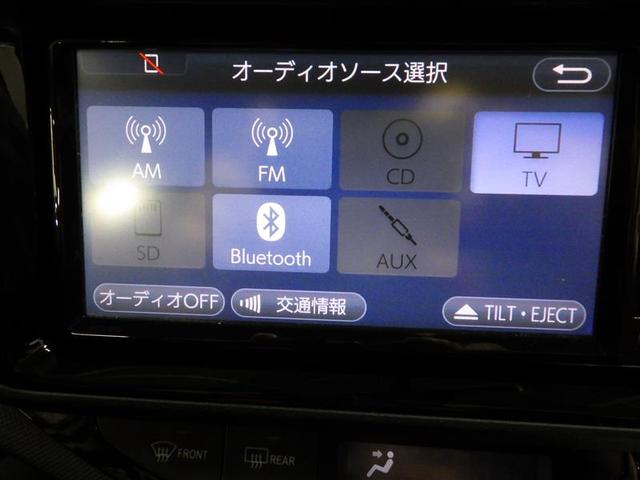 オーディオソース選択
AM
FM
CD
TV
SD
Bluetooth
AUX
オーディオOFF
交通情報
TILT・EJECT
FRONT
REAR